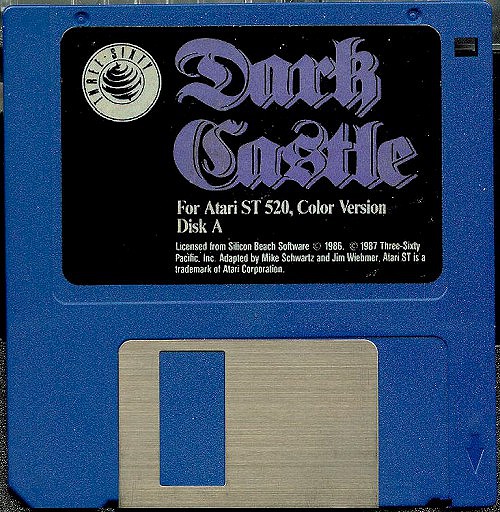 THREE-SIXTY
Dark
Castle
For Atari ST 520, Color Version
Disk A
Licensed from Silicon Beach Software © 1986. © 1987 Three-Sixty
Pacific, Inc. Adapted by Mike Schwartz and Jim Wiebmer, Atari ST is a
trademark of Atari Corporation.